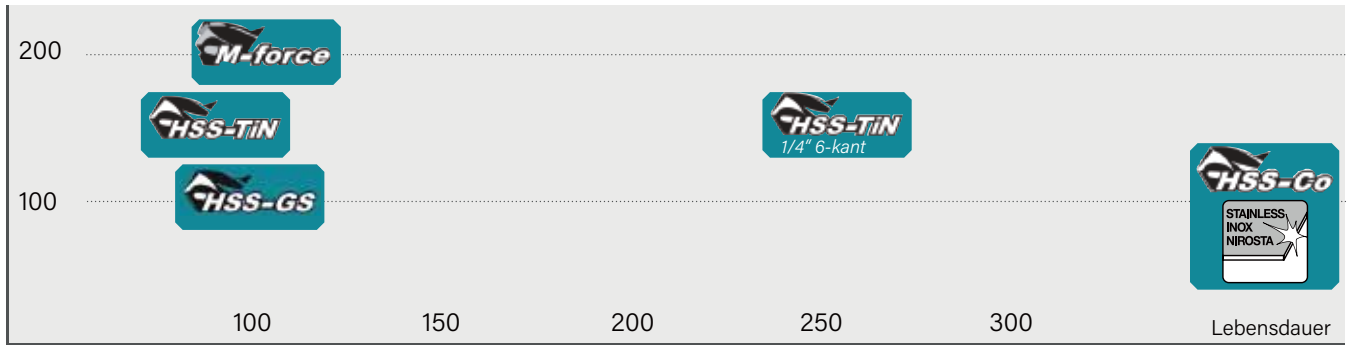 200
M-force
HSS-TiN
HSS-TiN
1/4" 6-kant
HSS-GS
100
HSS-Co
STAINLESS
INOX
NIROSTA
100 150 200 250 300 Lebensdauer